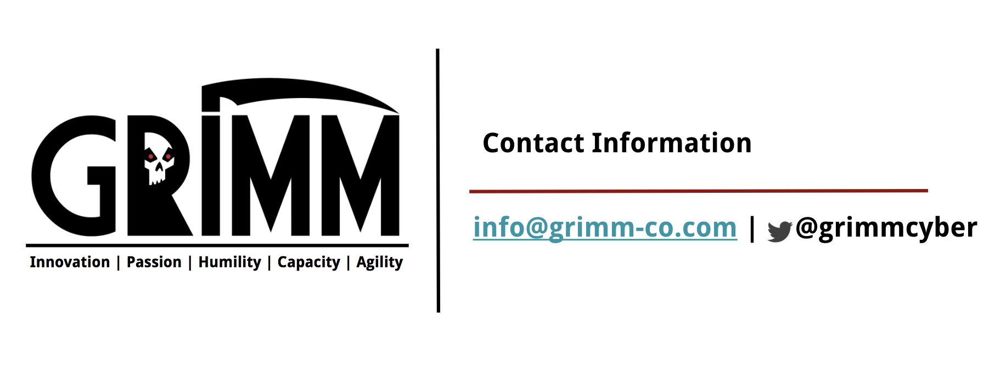 GRIMM
Innovation | Passion | Humility | Capacity | Agility
Contact Information
info@grimm-co.com | @grimmcyber